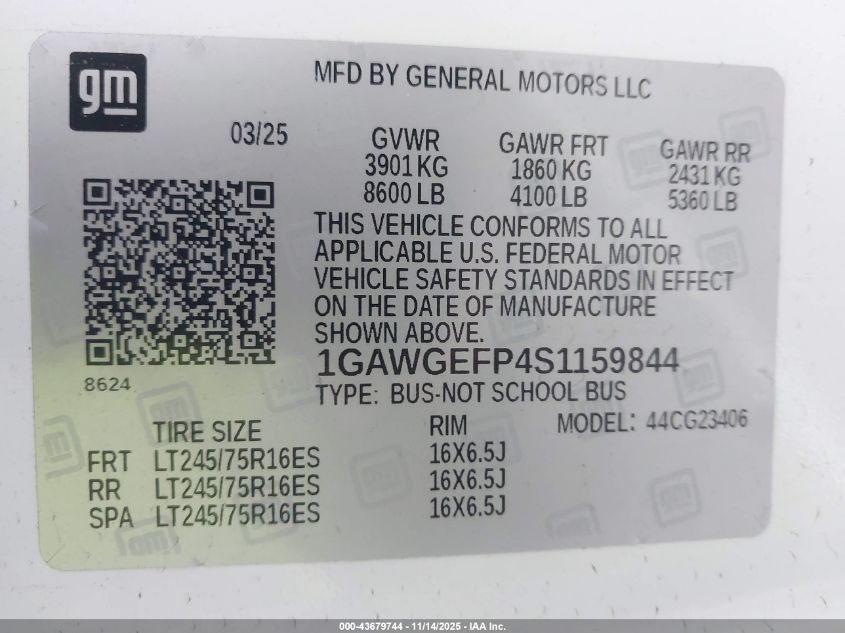 gm
MFD BY GENERAL MOTORS LLC
03/25 GVWR GAWR FRT GAWR RR
3901 KG 1860 KG 2431 KG
8600 LB 4100 LB 5360 LB
THIS VEHICLE CONFORMS TO ALL
APPLICABLE U.S. FEDERAL MOTOR
VEHICLE SAFETY STANDARDS IN EFFECT
ON THE DATE OF MANUFACTURE
SHOWN ABOVE.
1GAWGEFP4S1159844
8624
TYPE: BUS-NOT SCHOOL BUS
TIRE SIZE RIM MODEL: 44CG23406
FRT LT245/75R16ES 16X6.5J
RR LT245/75R16ES 16X6.5J
SPA LT245/75R16ES 16X6.5J
000-43679744 - 11/14/2025 - IAA Inc.